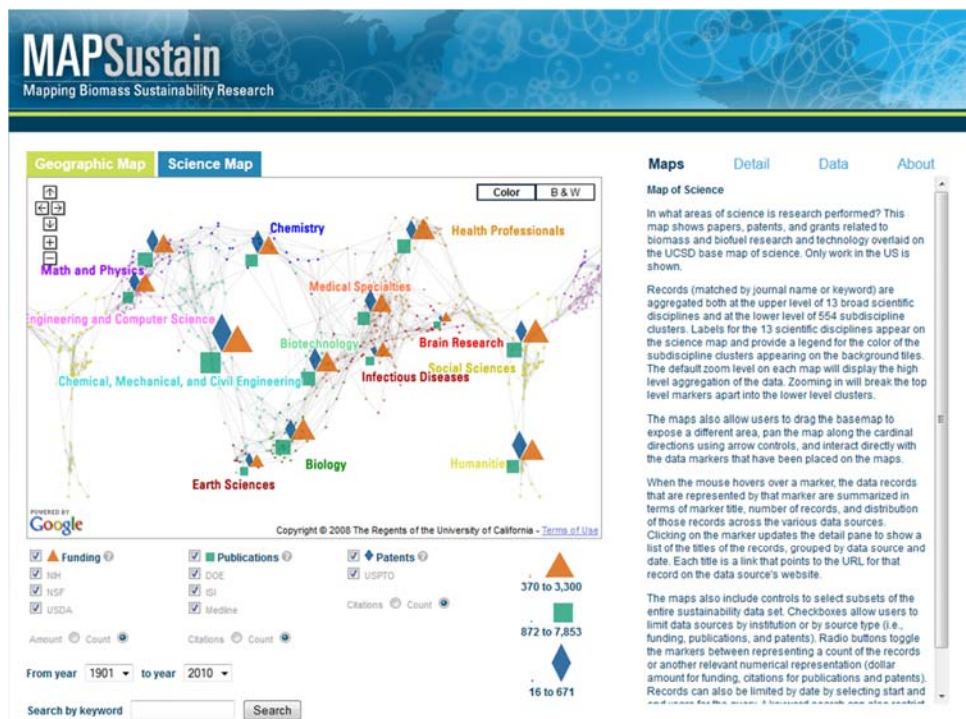 MAPSustain
Mapping Biomass Sustainability Research
Geographic Map
Science Map
Color
B & W
Chemistry
Health Professionals
Math and Physics
Medical Specialties
Engineering and Computer Science
Biotechnology
Brain Research
Social Sciences
Chemical, Mechanical, and Civil Engineering
Infectious Diseases
Biology
Humanities
Earth Sciences
POWERED BY
Google
Copyright © 2008 The Regents of the University of California - Terms of Use
Funding
NIH
NSF
USDA
Amount Count
Publications
DOE
ISI
Medline
Citations Count
Patents
USPTO
Citations Count
370 to 3,300
872 to 7,853
16 to 671
From year 1901 to year 2010
Search by keyword Search
Maps Detail Data About
Map of Science
In what areas of science is research performed? This
map shows papers, patents, and grants related to
biomass and biofuel research and technology overlaid on
the UCSD base map of science. Only work in the US is
shown.
Records (matched by journal name or keyword) are
aggregated both at the upper level of 13 broad scientific
disciplines and at the lower level of 554 subdiscipline
clusters. Labels for the 13 scientific disciplines appear on
the science map and provide a legend for the color of the
subdiscipline clusters appearing on the background tiles.
The default zoom level on each map will display the high
level aggregation of the data. Zooming in will break the top
level markers apart into the lower level clusters.
The maps also allow users to drag the basemap to
expose a different area, pan the map along the cardinal
directions using arrow controls, and interact directly with
the data markers that have been placed on the maps.
When the mouse hovers over a marker, the data records
that are represented by that marker are summarized in
terms of marker title, number of records, and distribution
of those records across the various data sources.
Clicking on the marker updates the detail pane to show a
list of the titles of the records, grouped by data source and
date. Each title is a link that points to the URL for that
record on the data source's website.
The maps also include controls to select subsets of the
entire sustainability data set. Checkboxes allow users to
limit data sources by institution or by source type (i.e.,
funding, publications, and patents). Radio buttons toggle
the markers between representing a count of the records
or another relevant numerical representation (dollar
amount for funding, citations for publications and patents).
Records can also be limited by date by selecting start and